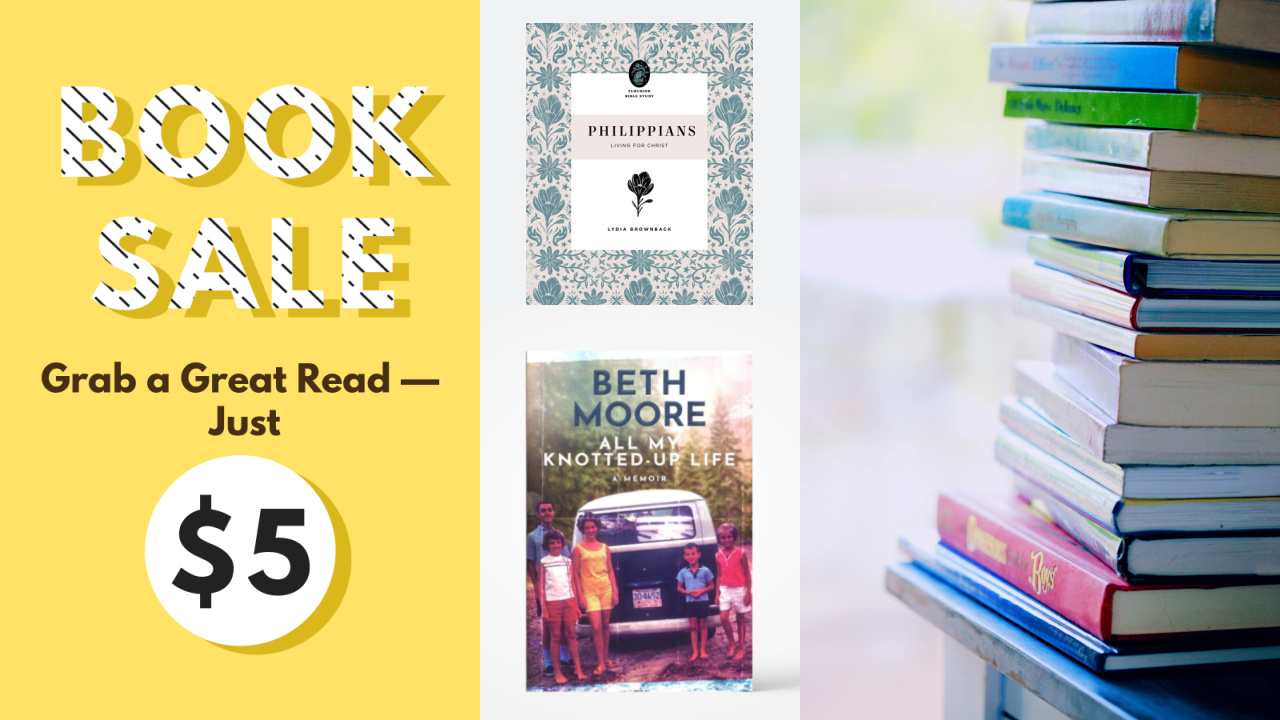 BOOK
SALE
Grab a Great Read —
Just
$5
FLOURISH
BIBLE STUDY
PHILIPPIANS
LIVING FOR CHRIST
LYDIA BROWNBACK
BETH
MOORE
ALL MY
KNOTTED-UP LIFE
A MEMOIR
Boys'